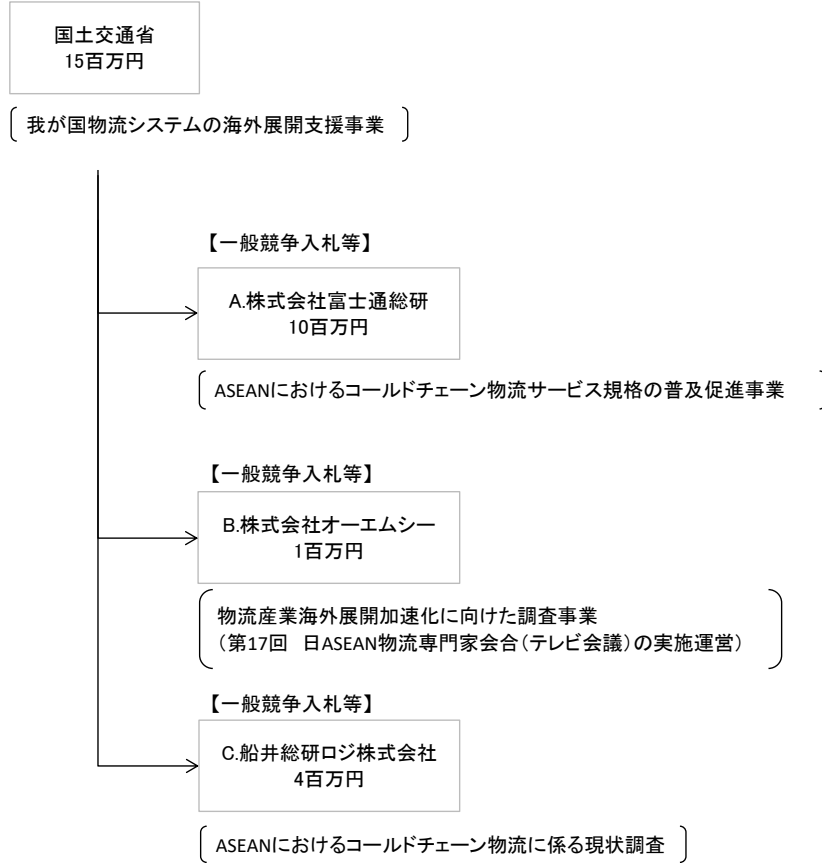 国土交通省
15百万円
我が国物流システムの海外展開支援事業
【一般競争入札等】
A.株式会社富士通総研
10百万円
ASEANにおけるコールドチェーン物流サービス規格の普及促進事業
【一般競争入札等】
B.株式会社オーエムシー
1百万円
物流産業海外展開加速化に向けた調査事業
（第17回　日ASEAN物流専門家会合（テレビ会議）の実施運営）
【一般競争入札等】
C.船井総研ロジ株式会社
4百万円
ASEANにおけるコールドチェーン物流に係る現状調査